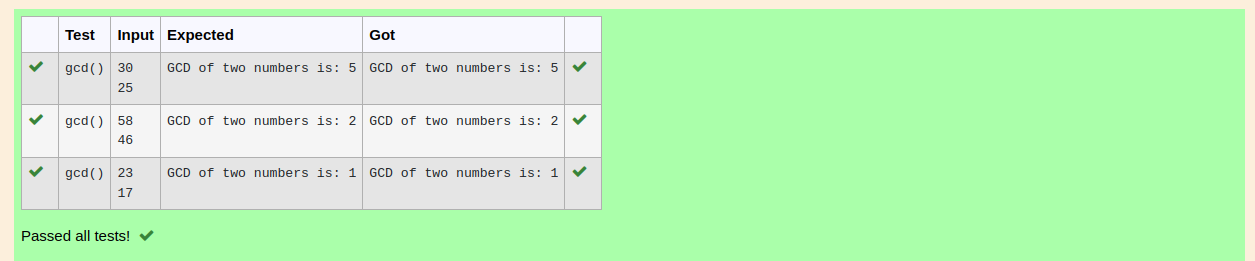 Test Input Expected Got
gcd() 30 GCD of two numbers is: 5 GCD of two numbers is: 5
25
gcd() 58 GCD of two numbers is: 2 GCD of two numbers is: 2
46
gcd() 23 GCD of two numbers is: 1 GCD of two numbers is: 1
17
Passed all tests!